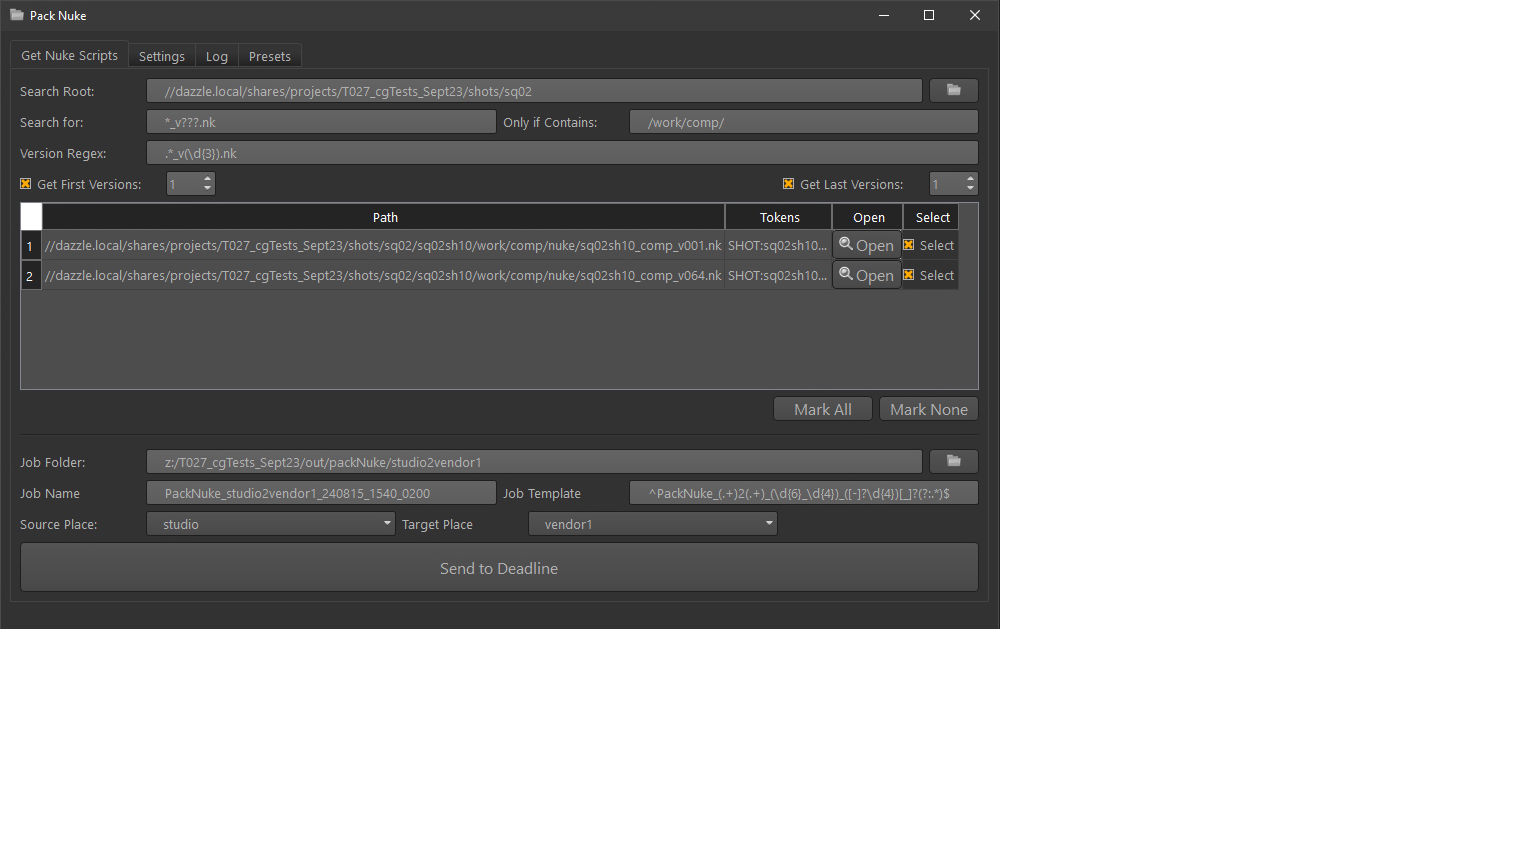 Pack Nuke
Get Nuke Scripts Settings Log Presets
Search Root: //dazzle.local/shares/projects/T027_cgTests_Sept23/shots/sq02
Search for: *_v???.nk Only if Contains: /work/comp/
Version Regex: .*_v(\d{3}).nk
Get First Versions: 1 Get Last Versions: 1
Path Tokens Open Select
1 //dazzle.local/shares/projects/T027_cgTests_Sept23/shots/sq02/sq02sh10/work/comp/nuke/sq02sh10_comp_v001.nk SHOT:sq02sh10... Open Select
2 //dazzle.local/shares/projects/T027_cgTests_Sept23/shots/sq02/sq02sh10/work/comp/nuke/sq02sh10_comp_v064.nk SHOT:sq02sh10... Open Select
Mark All Mark None
Job Folder: z:/T027_cgTests_Sept23/out/packNuke/studio2vendor1
Job Name PackNuke_studio2vendor1_240815_1540_0200 Job Template ^PackNuke_(.+)2(.+)_(\d{6}_\d{4})_([-]?\d{4})[_]?(?:.*)$
Source Place: studio Target Place vendor1
Send to Deadline